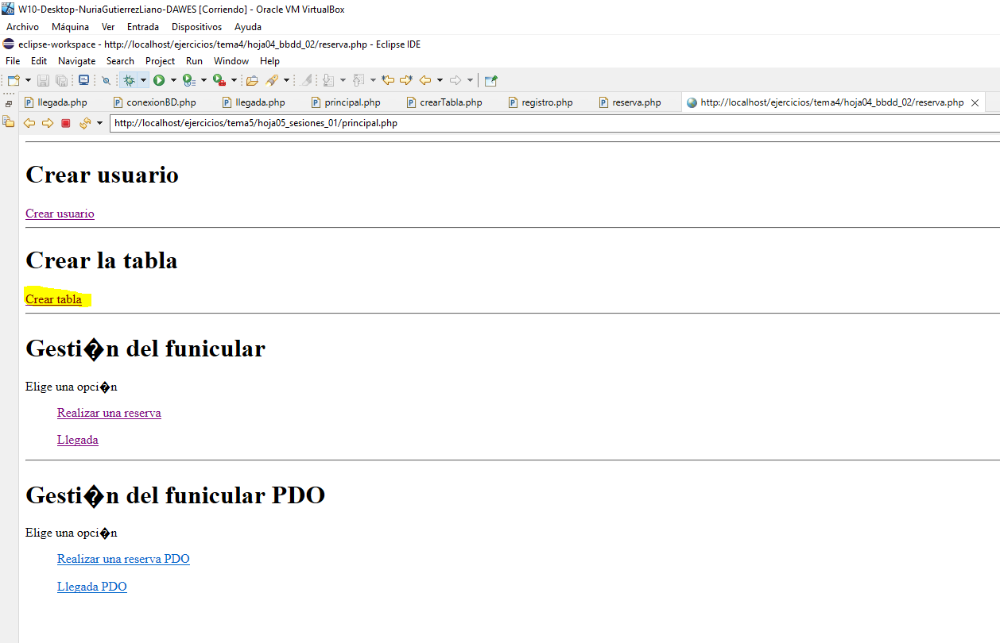 W10-Desktop-NuriaGutierrezLiano-DAWES [Corriendo] - Oracle VM VirtualBox
Archivo Máquina Ver Entrada Dispositivos Ayuda
eclipse-workspace - http://localhost/ejercicios/tema4/hoja04_bbdd_02/reserva.php - Eclipse IDE
File Edit Navigate Search Project Run Window Help
llegada.php conexionBD.php llegada.php principal.php crearTabla.php registro.php reserva.php http://localhost/ejercicios/tema4/hoja04_bbdd_02/reserva.php
http://localhost/ejercicios/tema5/hoja05_sesiones_01/principal.php
Crear usuario
Crear usuario
Crear la tabla
Crear tabla
Gesti�n del funicular
Elige una opci�n
Realizar una reserva
Llegada
Gesti�n del funicular PDO
Elige una opci�n
Realizar una reserva PDO
Llegada PDO